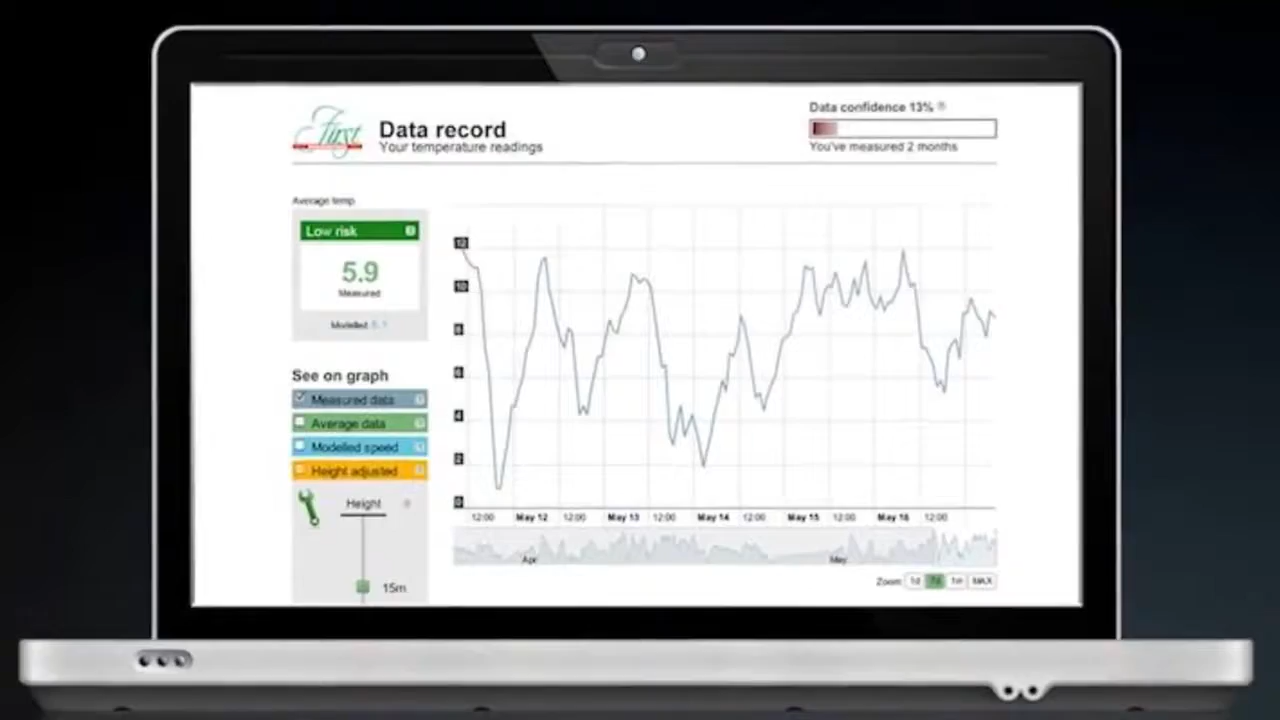 First
Data record
Your temperature readings
Data confidence 13%
You've measured 2 months
Average temp
Low risk
5.9
Measured
Modelled
See on graph
Measured data
Average data
Modelled speed
Height adjusted
Height
15m
12
10
8
6
4
2
0
12:00 May 12 12:00 May 13 12:00 May 14 12:00 May 15 12:00 May 16 12:00
Apr May
Zoom: 1d 7d 1m MAX